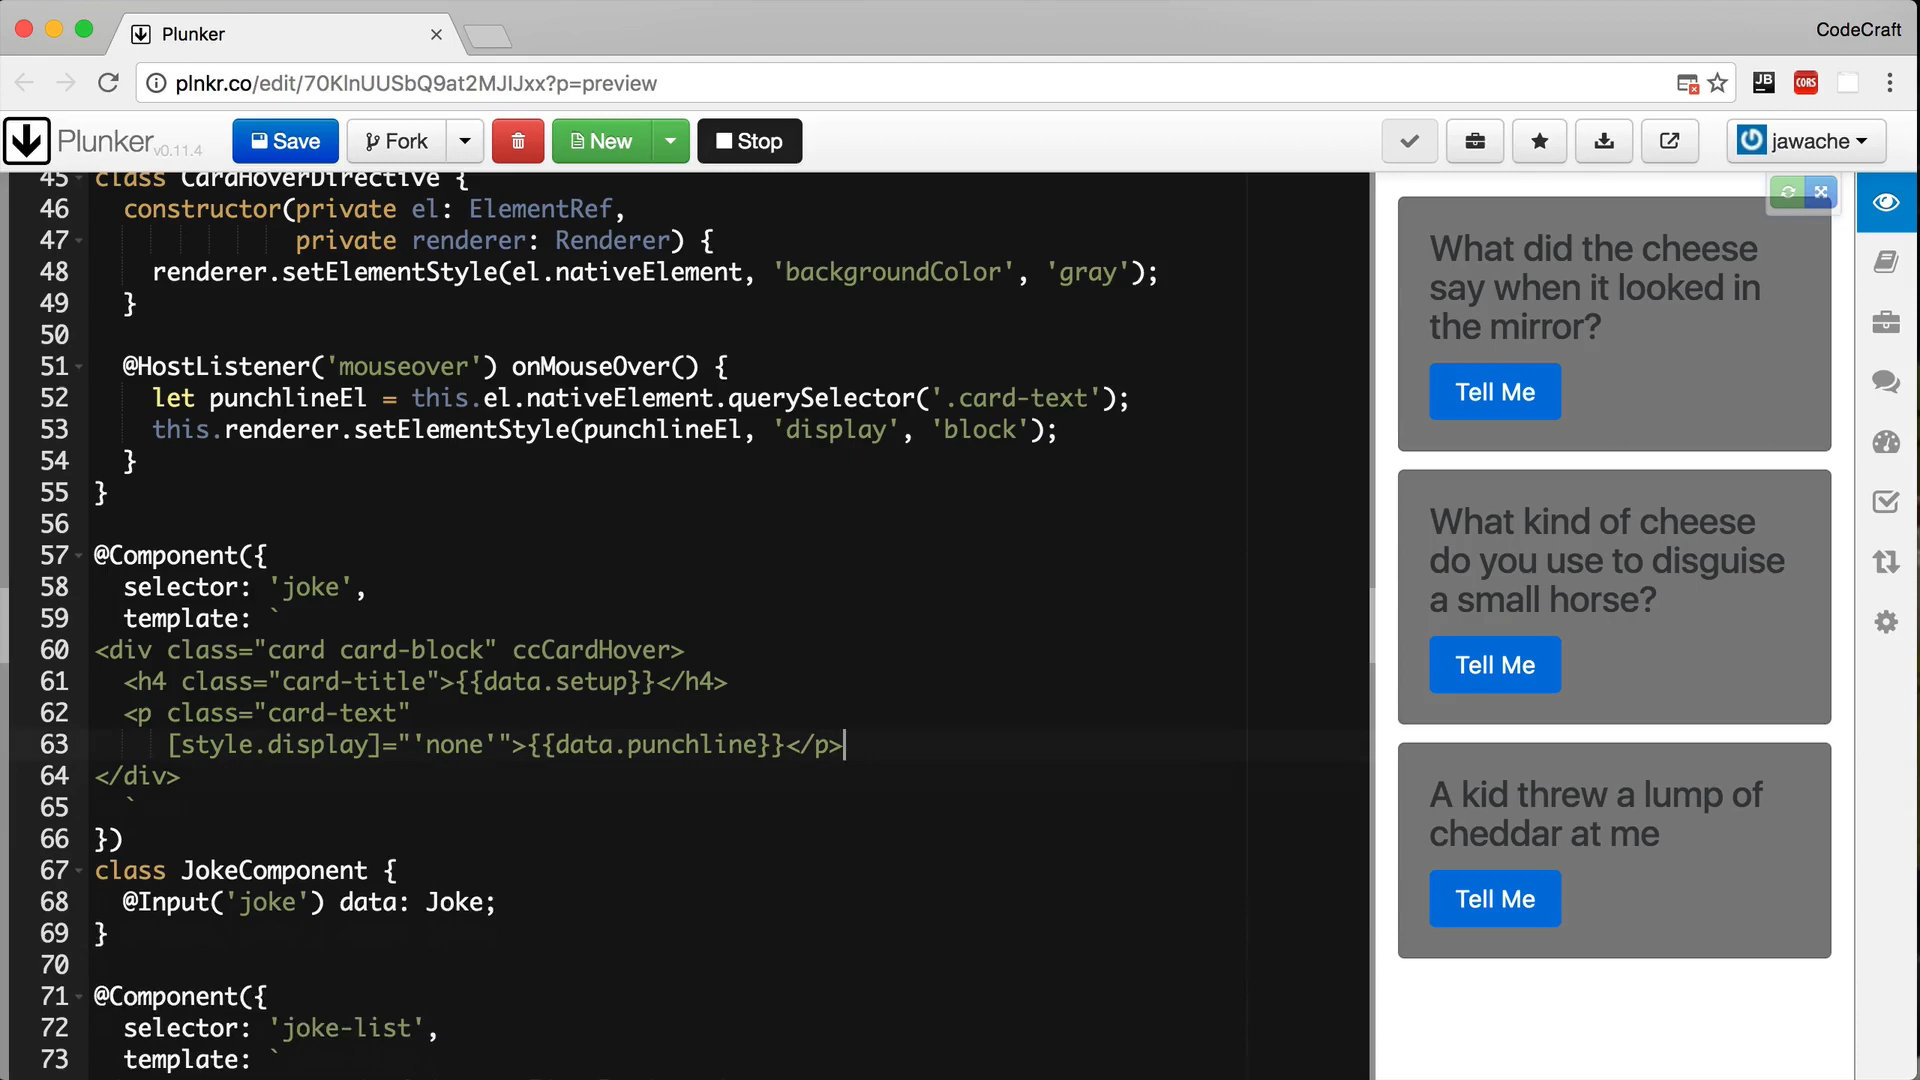 Plunker
CodeCraft
plnkr.co/edit/70KlnUUSbQ9at2MJlJxx?p=preview
JB
CORS
Plunker v0.11.4
Save
Fork
New
Stop
jawache
45 class CardHoverDirective {
46 constructor(private el: ElementRef,
47 private renderer: Renderer) {
48 renderer.setElementStyle(el.nativeElement, 'backgroundColor', 'gray');
49 }
50
51 @HostListener('mouseover') onMouseOver() {
52 let punchlineEl = this.el.nativeElement.querySelector('.card-text');
53 this.renderer.setElementStyle(punchlineEl, 'display', 'block');
54 }
55 }
56
57 @Component({
58 selector: 'joke',
59 template: `
60 <div class="card card-block" ccCardHover>
61 <h4 class="card-title">{{data.setup}}</h4>
62 <p class="card-text"
63 [style.display]="'none'">{{data.punchline}}</p>
64 </div>
65 `
66 })
67 class JokeComponent {
68 @Input('joke') data: Joke;
69 }
70
71 @Component({
72 selector: 'joke-list',
73 template: `
What did the cheese
say when it looked in
the mirror?
Tell Me
What kind of cheese
do you use to disguise
a small horse?
Tell Me
A kid threw a lump of
cheddar at me
Tell Me